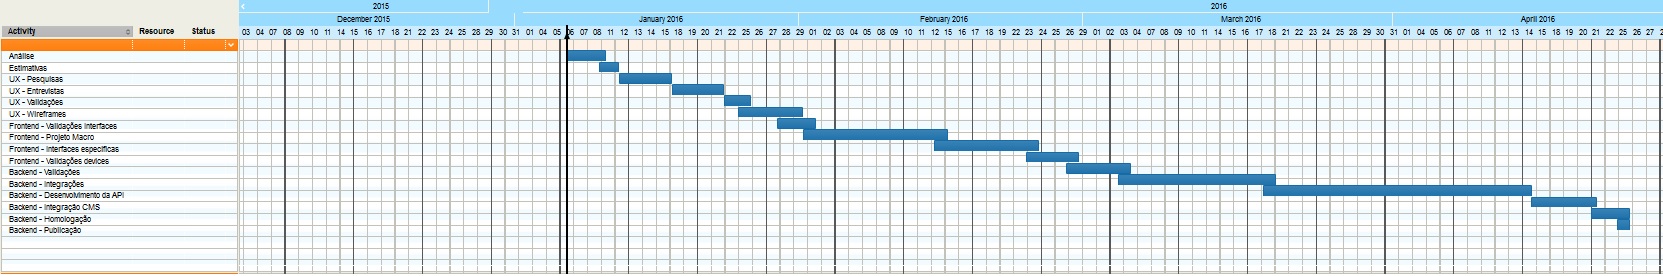 2015 2016
December 2015 January 2016 February 2016 March 2016 April 2016
Activity Resource Status 03 04 07 08 09 10 11 14 15 16 17 18 21 22 23 24 25 28 29 30 31 01 04 05 06 07 08 11 12 13 14 15 18 19 20 21 22 25 26 27 28 29 01 02 03 04 05 08 09 10 11 12 15 16 17 18 19 22 23 24 25 26 29 01 02 03 04 07 08 09 10 11 14 15 16 17 18 21 22 23 24 25 28 29 30 31 01 04 05 06 07 08 11 12 13 14 15 18 19 20 21 22 25 26 27
Análise
Estimativas
UX - Pesquisas
UX - Entrevistas
UX - Validações
UX - Wireframes
Frontend - Validações interfaces
Frontend - Projeto Macro
Frontend - Interfaces específicas
Frontend - Validações devices
Backend - Validações
Backend - Integrações
Backend - Desenvolvimento da API
Backend - Integração CMS
Backend - Homologação
Backend - Publicação